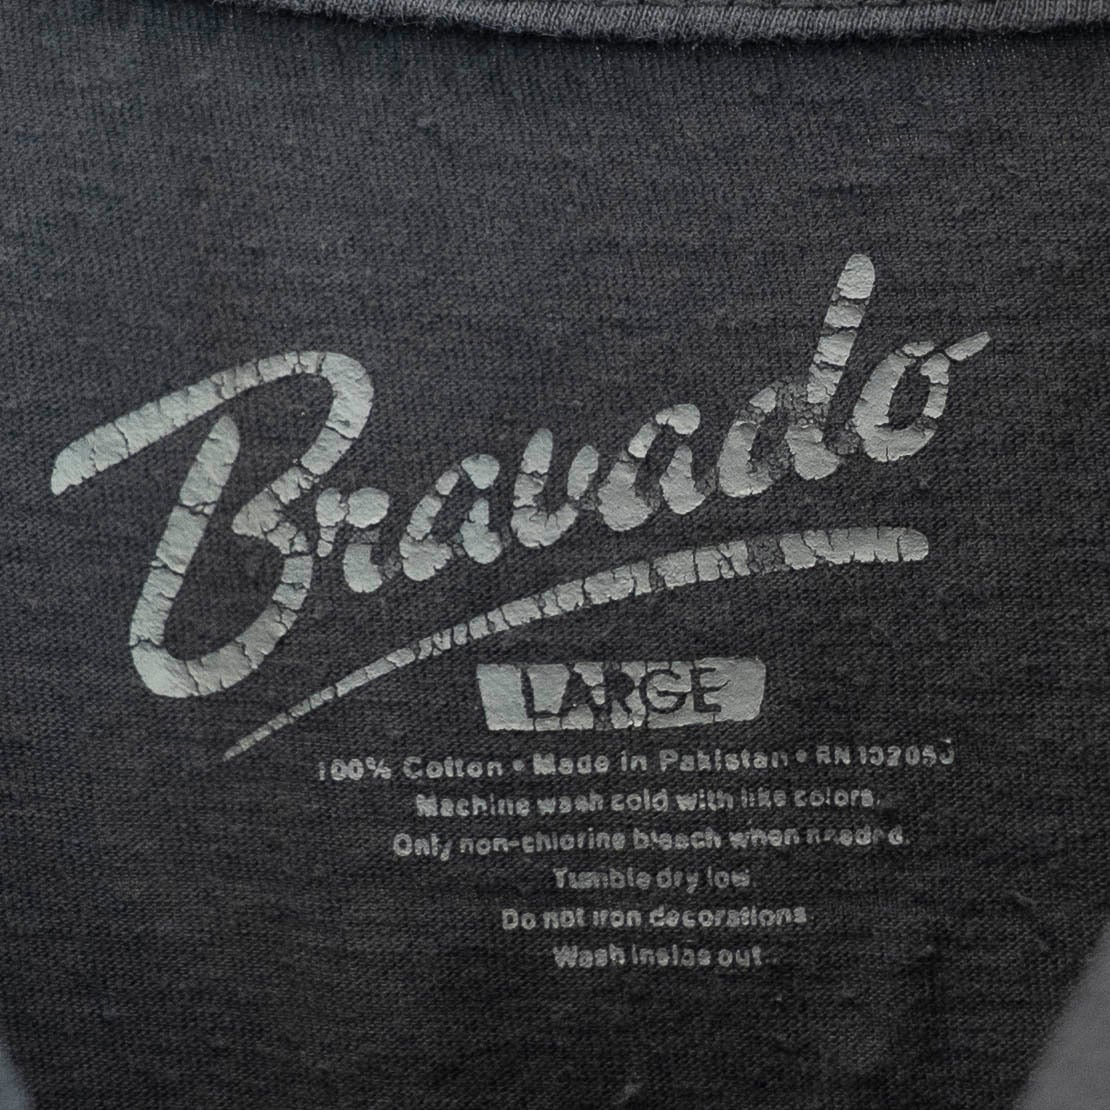 Bravado
LARGE
100% Cotton • Made in Pakistan • RN
Machine wash cold with like colors.
Only non-chlorine bleach when needed.
Tumble dry low.
Do not iron decorations
Wash inside out